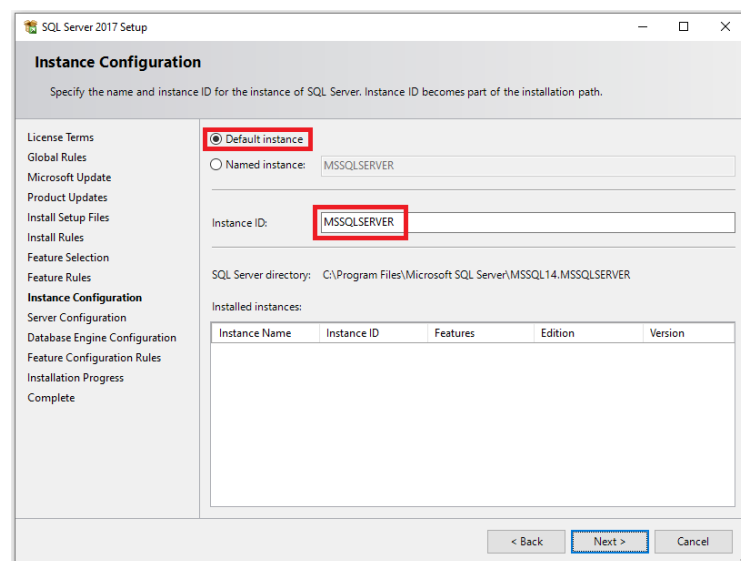 SQL Server 2017 Setup
Instance Configuration
Specify the name and instance ID for the instance of SQL Server. Instance ID becomes part of the installation path.
License Terms
Global Rules
Microsoft Update
Product Updates
Install Setup Files
Install Rules
Feature Selection
Feature Rules
Instance Configuration
Server Configuration
Database Engine Configuration
Feature Configuration Rules
Installation Progress
Complete
Default instance
Named instance: MSSQLSERVER
Instance ID: MSSQLSERVER
SQL Server directory: C:\Program Files\Microsoft SQL Server\MSSQL14.MSSQLSERVER
Installed instances:
Instance Name Instance ID Features Edition Version
< Back Next > Cancel